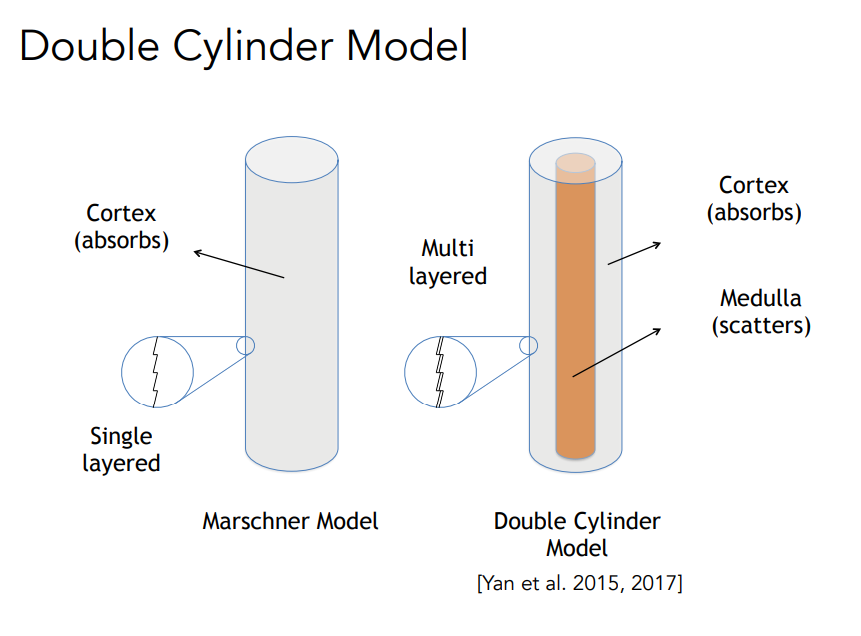 Double Cylinder Model
Cortex
(absorbs)
Single
layered
Marschner Model
Multi
layered
Cortex
(absorbs)
Medulla
(scatters)
Double Cylinder
Model
[Yan et al. 2015, 2017]